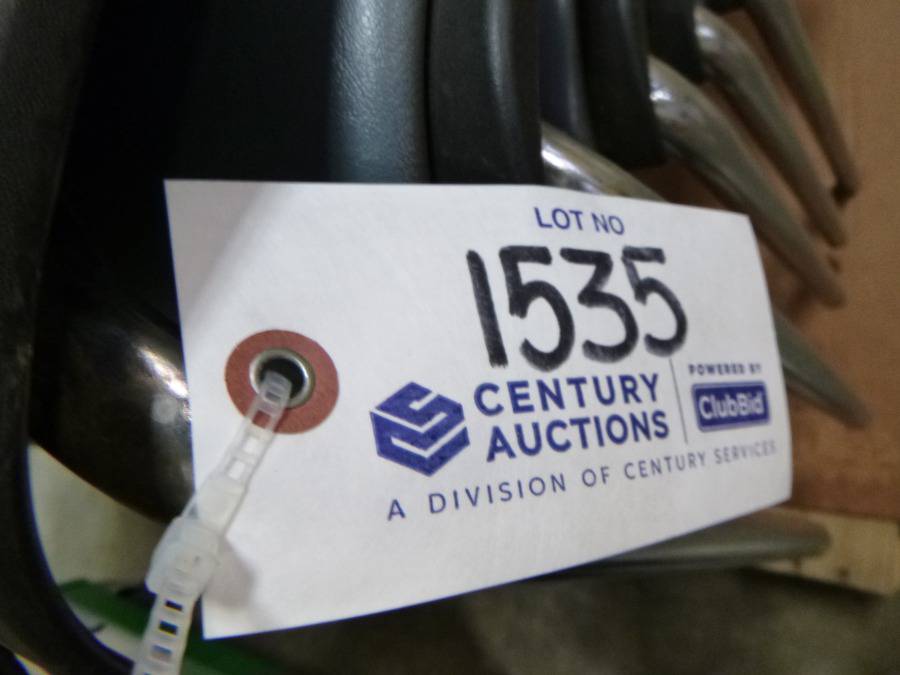 LOT NO
1535
CENTURY
AUCTIONS
POWERED BY
ClubBid
A DIVISION OF CENTURY SERVICES